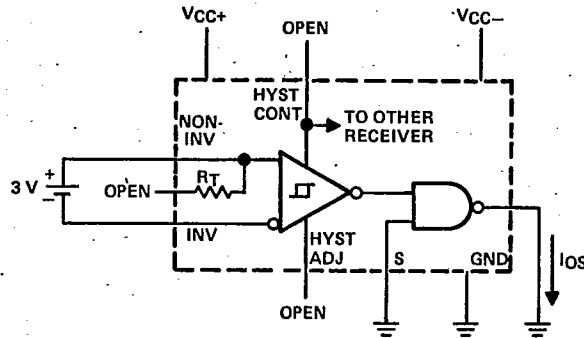 VCC+
OPEN
VCC−
HYST
CONT
TO OTHER
RECEIVER
NON-
INV
+
3 V
−
OPEN
RT
INV
HYST
ADJ
S
GND
IOS
OPEN